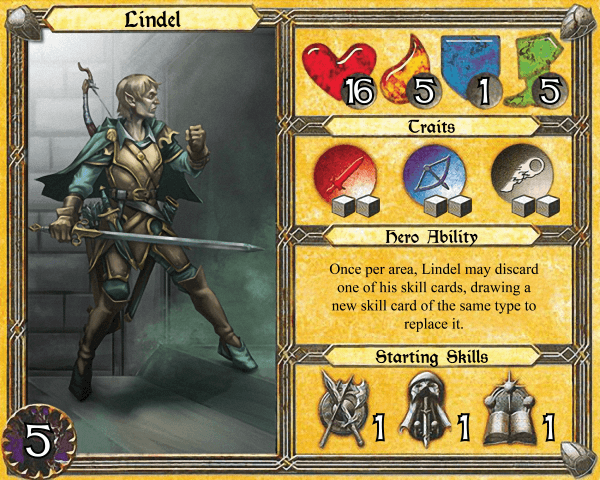 Lindel
16 5 1 5
Traits
Hero Ability
Once per area, Lindel may discard
one of his skill cards, drawing a
new skill card of the same type to
replace it.
Starting Skills
1 1 1
5